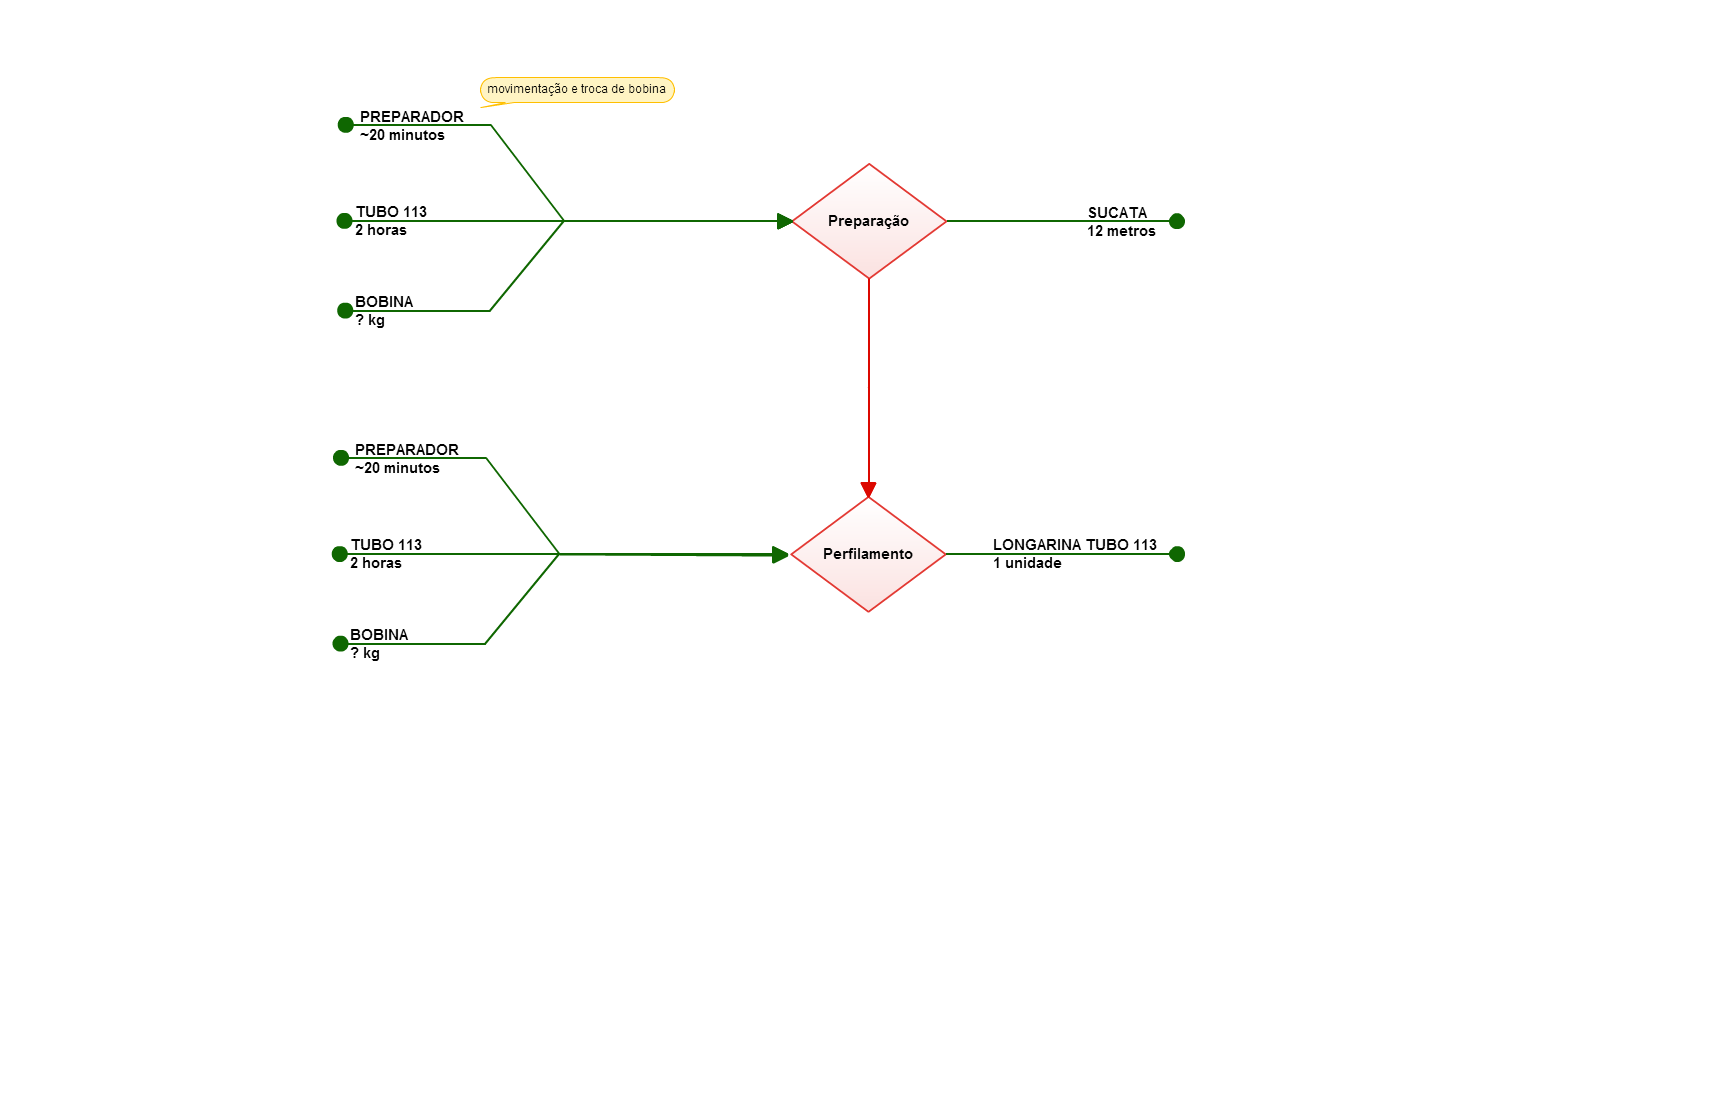 movimentação e troca de bobina
PREPARADOR
~20 minutos
TUBO 113
2 horas
BOBINA
? kg
Preparação
SUCATA
12 metros
PREPARADOR
~20 minutos
TUBO 113
2 horas
BOBINA
? kg
Perfilamento
LONGARINA TUBO 113
1 unidade